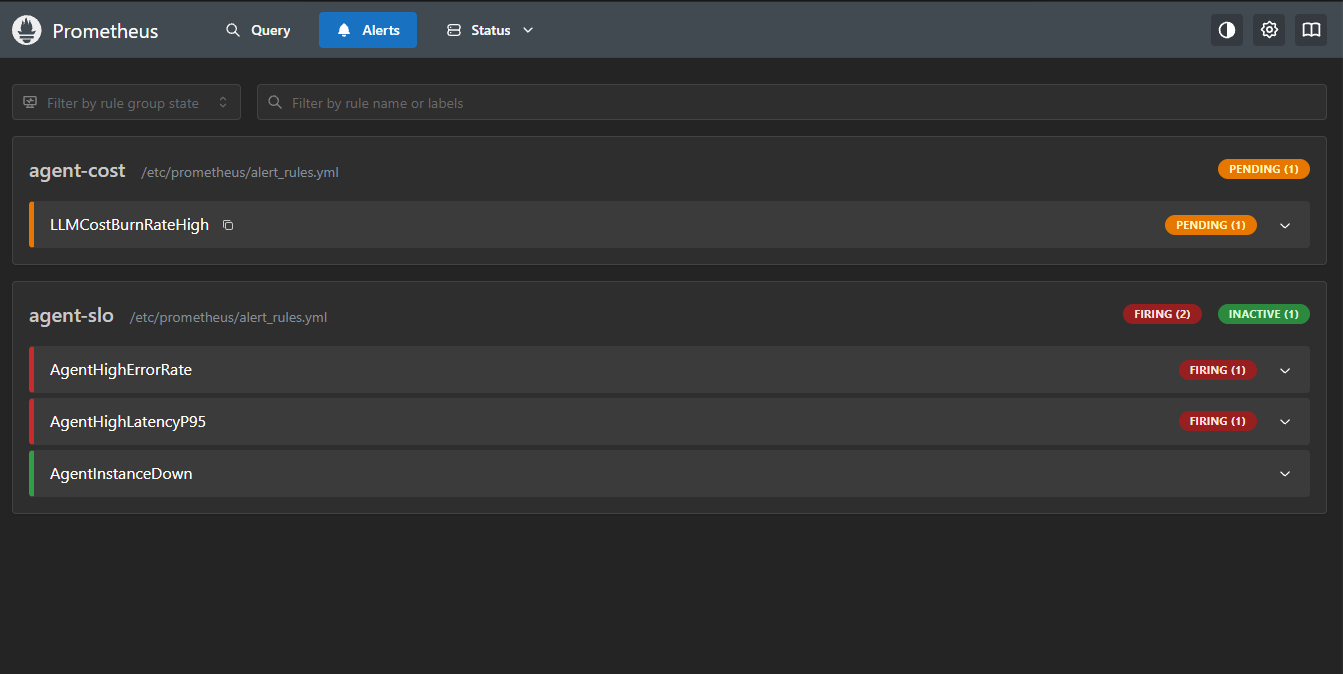 Prometheus Query Alerts Status
Filter by rule group state Filter by rule name or labels
agent-cost /etc/prometheus/alert_rules.yml PENDING (1)
LLMCostBurnRateHigh PENDING (1)
agent-slo /etc/prometheus/alert_rules.yml FIRING (2) INACTIVE (1)
AgentHighErrorRate FIRING (1)
AgentHighLatencyP95 FIRING (1)
AgentInstanceDown